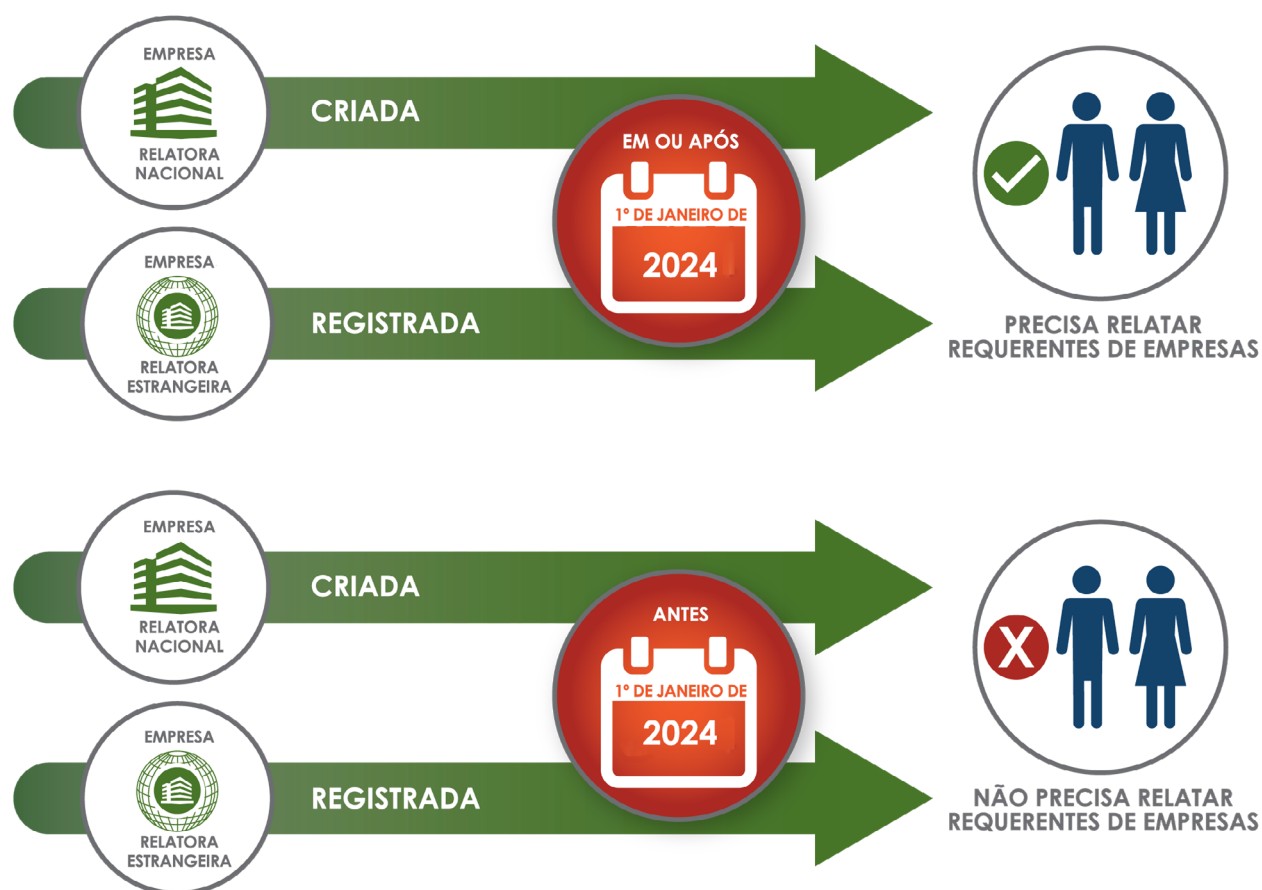 EMPRESA
RELATORA
NACIONAL
CRIADA
EM OU APÓS
1º DE JANEIRO DE
2024
EMPRESA
RELATORA
ESTRANGEIRA
REGISTRADA
PRECISA RELATAR
REQUERENTES DE EMPRESAS
EMPRESA
RELATORA
NACIONAL
CRIADA
ANTES
1º DE JANEIRO DE
2024
X
EMPRESA
RELATORA
ESTRANGEIRA
REGISTRADA
NÃO PRECISA RELATAR
REQUERENTES DE EMPRESAS